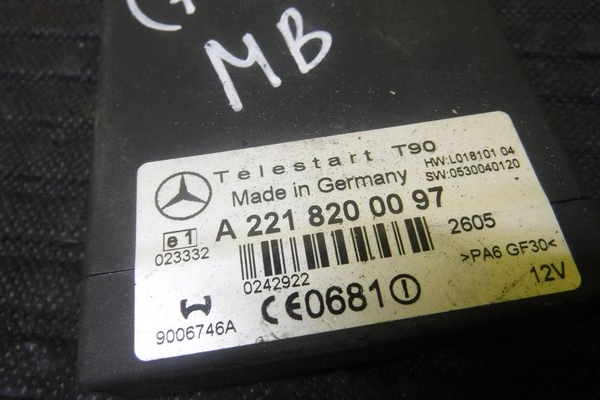 MB
Telestart T90
HW:L018101 04
SW:0530040120
Made in Germany
A 221 820 00 97
e1
023332
2605
>PA6 GF30<
0242922
12V
CE0681
9006746A